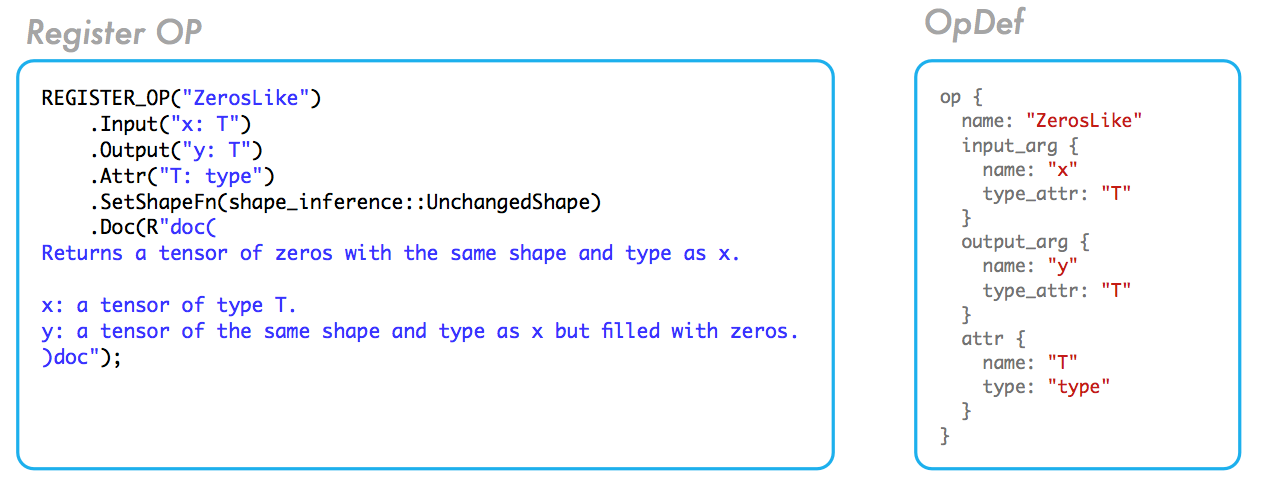 Register OP
REGISTER_OP("ZerosLike")
    .Input("x: T")
    .Output("y: T")
    .Attr("T: type")
    .SetShapeFn(shape_inference::UnchangedShape)
    .Doc(R"doc(
Returns a tensor of zeros with the same shape and type as x.

x: a tensor of type T.
y: a tensor of the same shape and type as x but filled with zeros.
)doc");
OpDef
op {
  name: "ZerosLike"
  input_arg {
    name: "x"
    type_attr: "T"
  }
  output_arg {
    name: "y"
    type_attr: "T"
  }
  attr {
    name: "T"
    type: "type"
  }
}